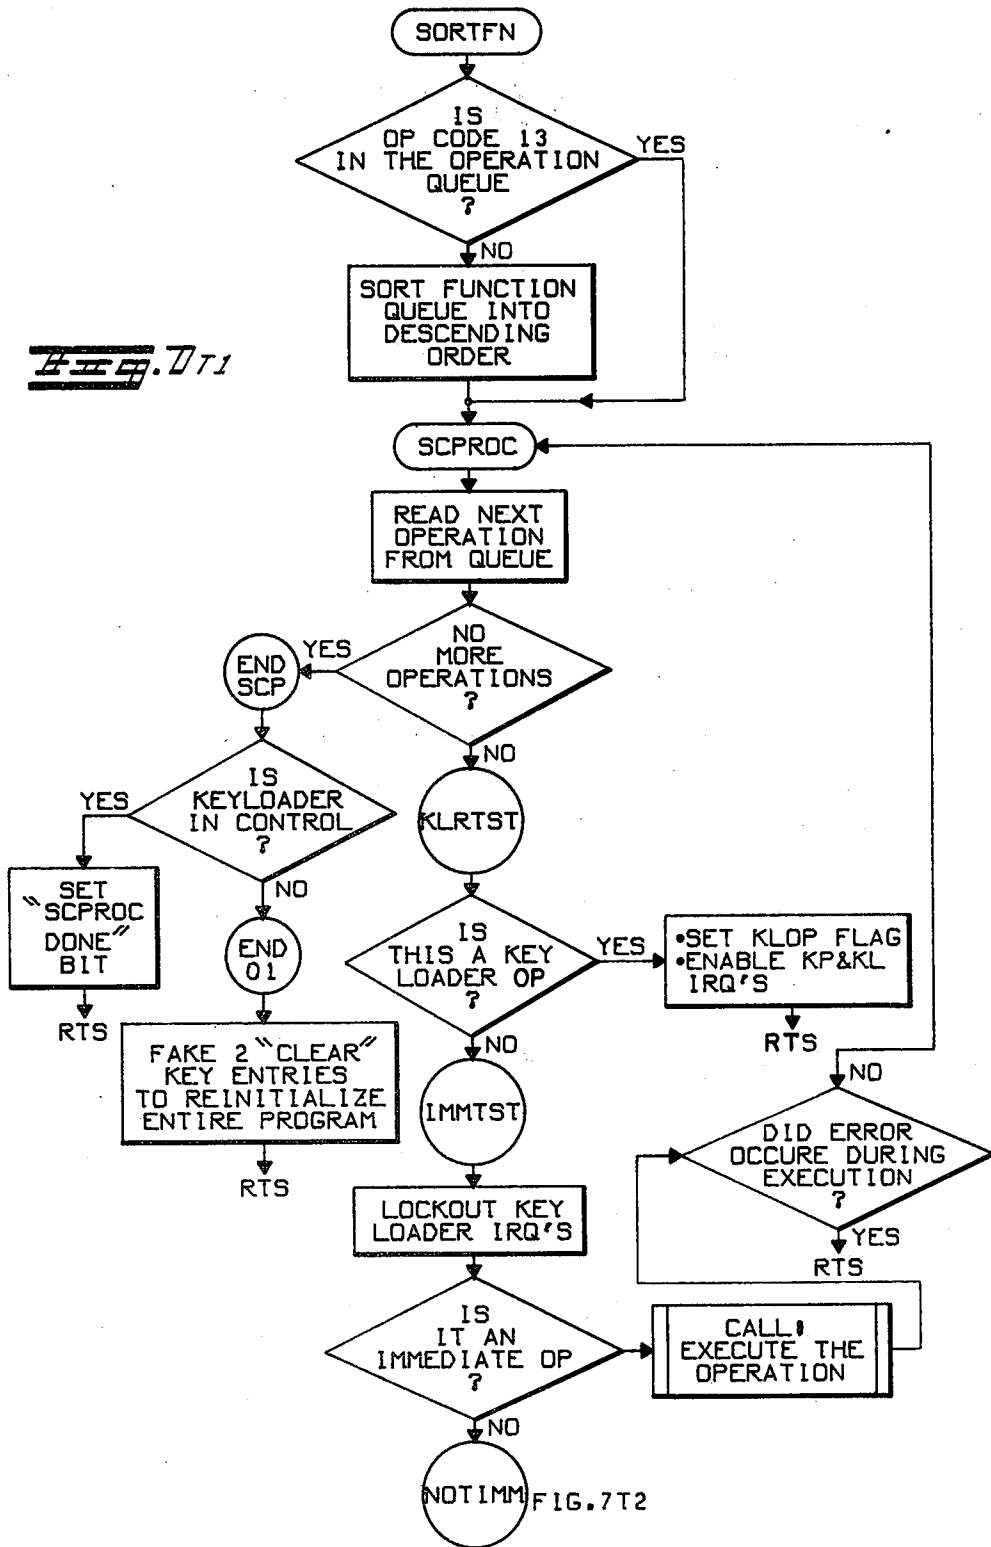 SORTFN
IS
OP CODE 13
IN THE OPERATION
QUEUE
?
YES
NO
SORT FUNCTION
QUEUE INTO
DESCENDING
ORDER
Fig. 7T1
SCPROC
READ NEXT
OPERATION
FROM QUEUE
NO
MORE
OPERATIONS
?
YES
END
SCP
NO
IS
KEYLOADER
IN CONTROL
?
YES
NO
KLRTST
SET
"SCPROC
DONE"
BIT
RTS
END
01
IS
THIS A KEY
LOADER OP
?
YES
•SET KLOP FLAG
•ENABLE KP&KL
IRQ'S
RTS
NO
FAKE 2 "CLEAR"
KEY ENTRIES
TO REINITIALIZE
ENTIRE PROGRAM
RTS
IMMTST
NO
DID ERROR
OCCURE DURING
EXECUTION
?
YES
RTS
LOCKOUT KEY
LOADER IRQ'S
IS
IT AN
IMMEDIATE OP
?
CALL:
EXECUTE THE
OPERATION
NO
NOTIMM
FIG.7T2